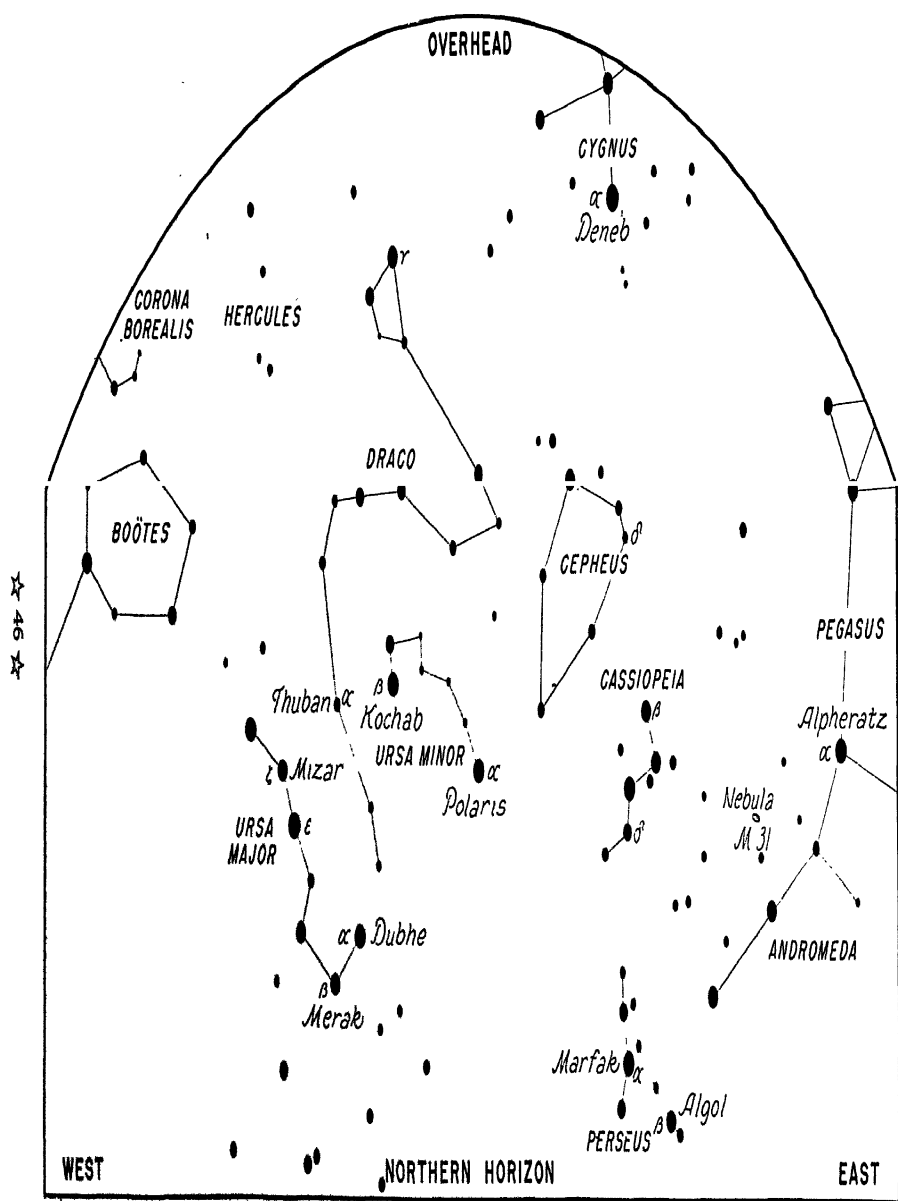 OVERHEAD
CYGNUS
α
Deneb
γ
CORONA
BOREALIS
HERCULES
DRACO
BOÖTES
CEPHEUS
δ
☆ 46 ☆
PEGASUS
CASSIOPEIA
β
Thuban α
β
Kochab
URSA MINOR
α
Polaris
Alpheratz
α
ζ Mizar
Nebula
M 31
ε
URSA
MAJOR
δ
α Dubhe
ANDROMEDA
β
Merak
Marfak α
Algol
β
PERSEUS
WEST
NORTHERN HORIZON
EAST